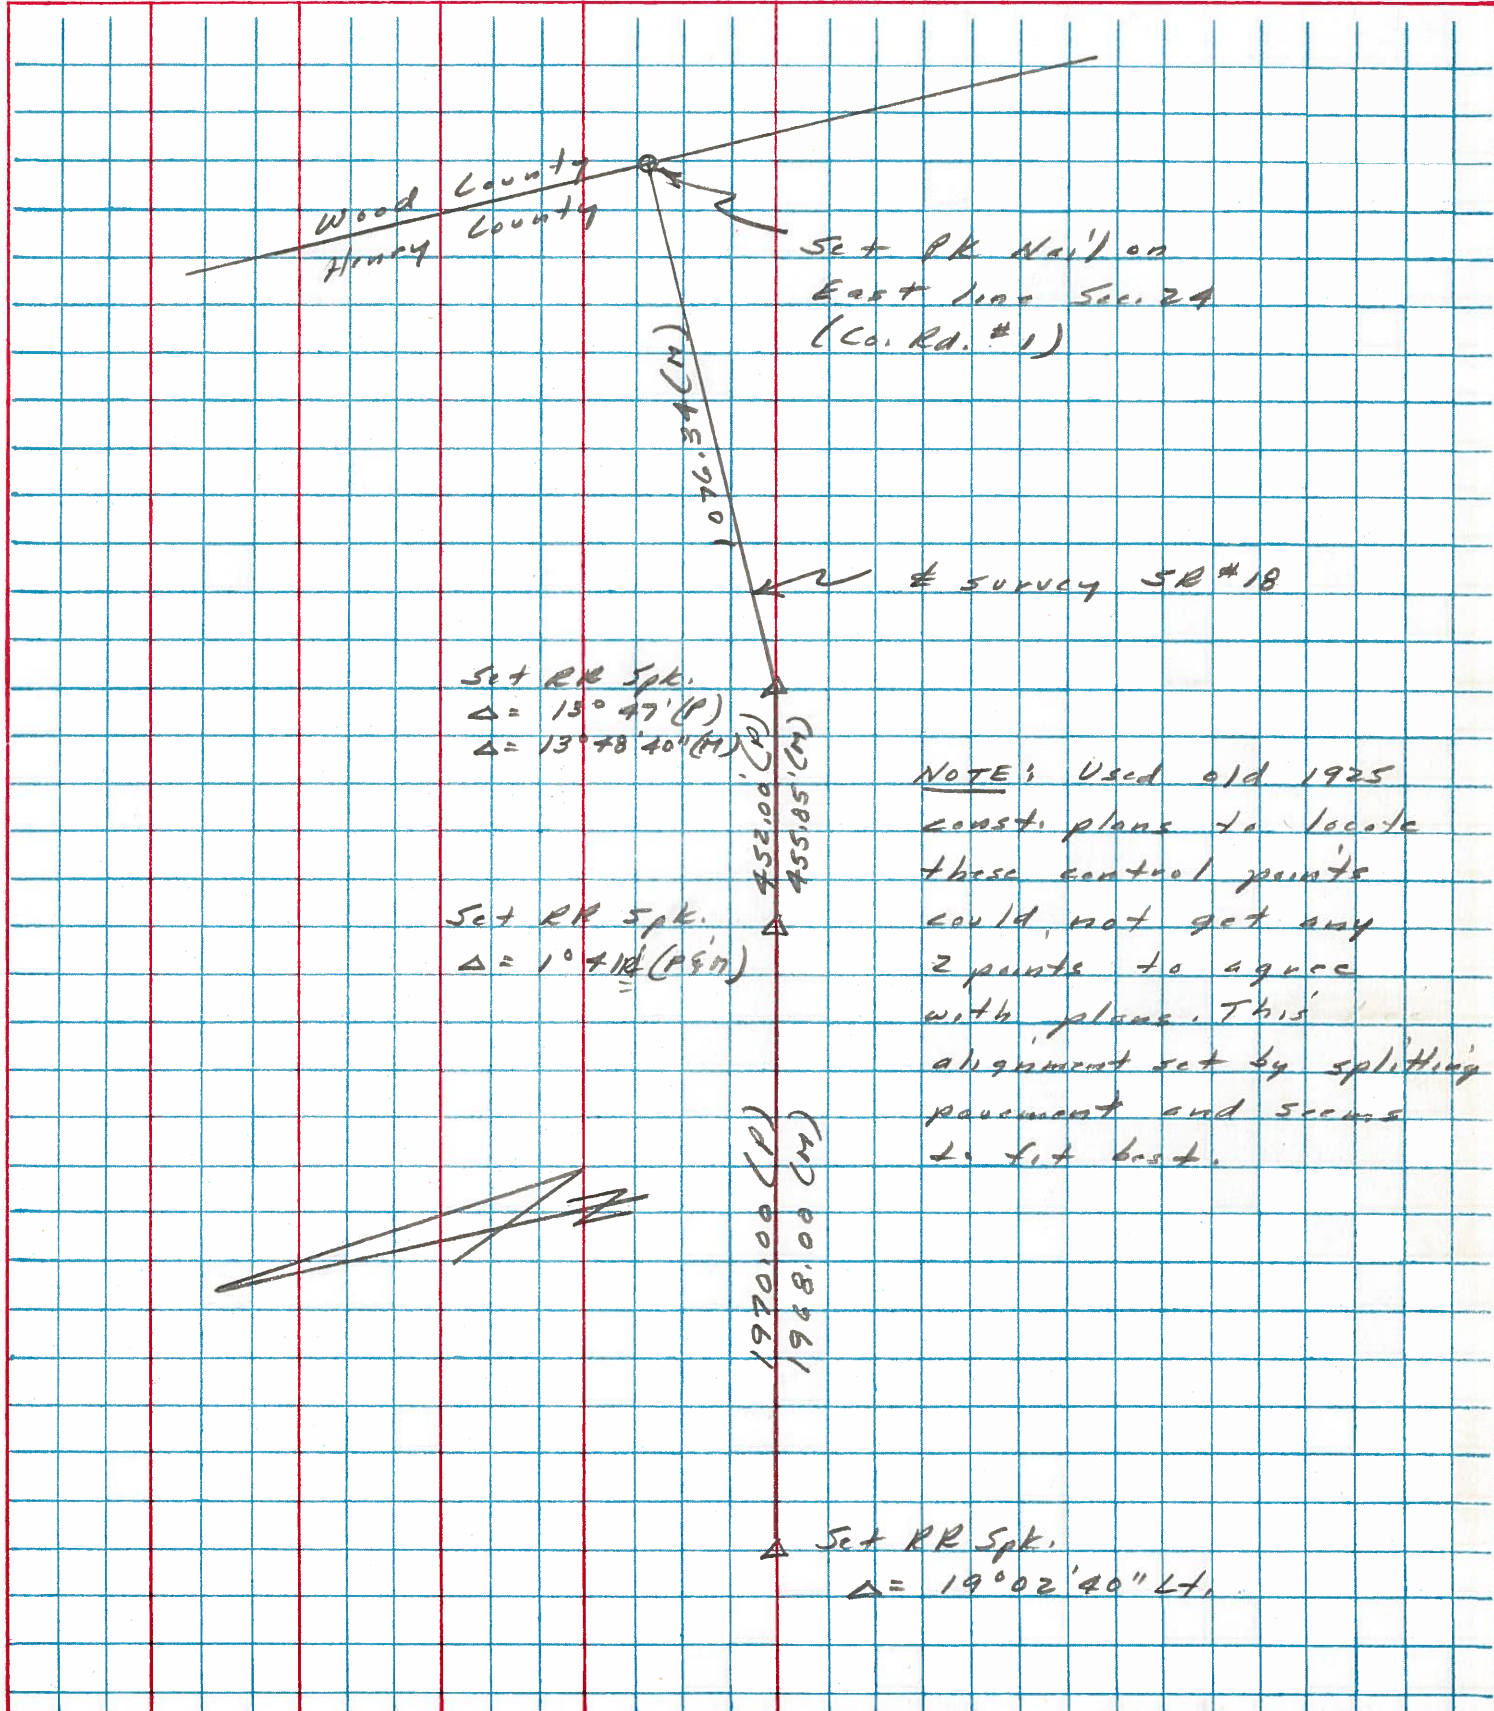 Wood County
Henry County
Set PK Nail on
East line Sec. 24
(Co. Rd. #1)
1076.34 (M)
℄ survey SR #18
Set RR Spk.
Δ = 13° 47' (P)
Δ = 13° 48' 40" (M)
452.00' (P)
455.85' (M)
NOTE: Used old 1925
const. plans to locate
these control points
could not get any
2 points to agree
with plans. This
alignment set by splitting
pavement and seems
to fit best.
Set RR Spk.
Δ = 1° (P&M)
1970.00 (P)
1968.00 (M)
N
Set RR Spk.
Δ = 19° 02' 40" Lt.